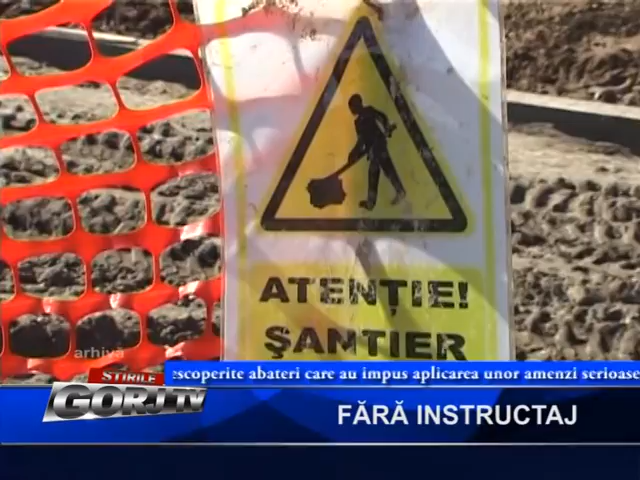 ATENȚIE!
ȘANTIER
arhiva
ȘTIRILE
escoperite abateri care au impus aplicarea unor amenzi serioase
GORJTV
FĂRĂ INSTRUCTAJ